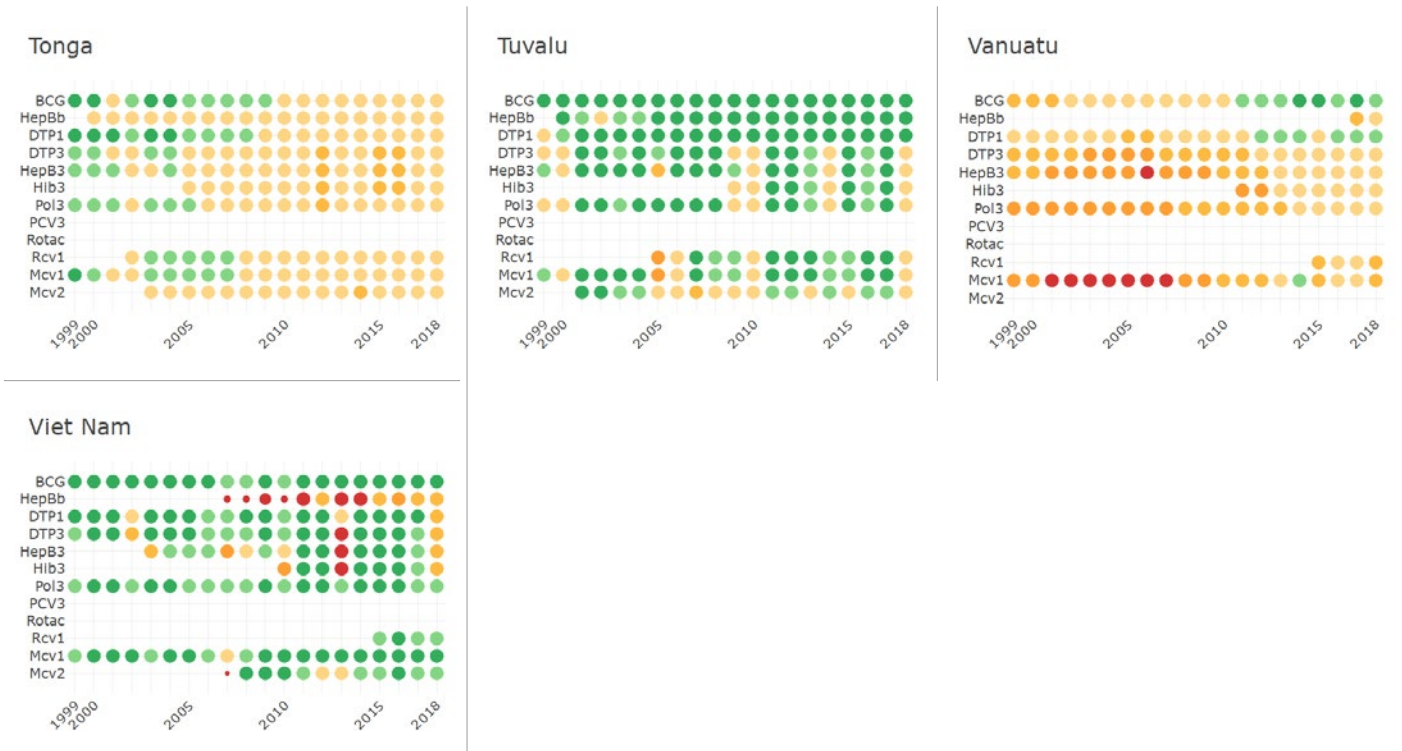 Tonga
BCG
HepBb
DTP1
DTP3
HepB3
Hib3
Pol3
PCV3
Rotac
Rcv1
Mcv1
Mcv2
1999 2000 2005 2010 2015 2018
Tuvalu
BCG
HepBb
DTP1
DTP3
HepB3
Hib3
Pol3
PCV3
Rotac
Rcv1
Mcv1
Mcv2
1999 2000 2005 2010 2015 2018
Vanuatu
BCG
HepBb
DTP1
DTP3
HepB3
Hib3
Pol3
PCV3
Rotac
Rcv1
Mcv1
Mcv2
1999 2000 2005 2010 2015 2018
Viet Nam
BCG
HepBb
DTP1
DTP3
HepB3
Hib3
Pol3
PCV3
Rotac
Rcv1
Mcv1
Mcv2
1999 2000 2005 2010 2015 2018